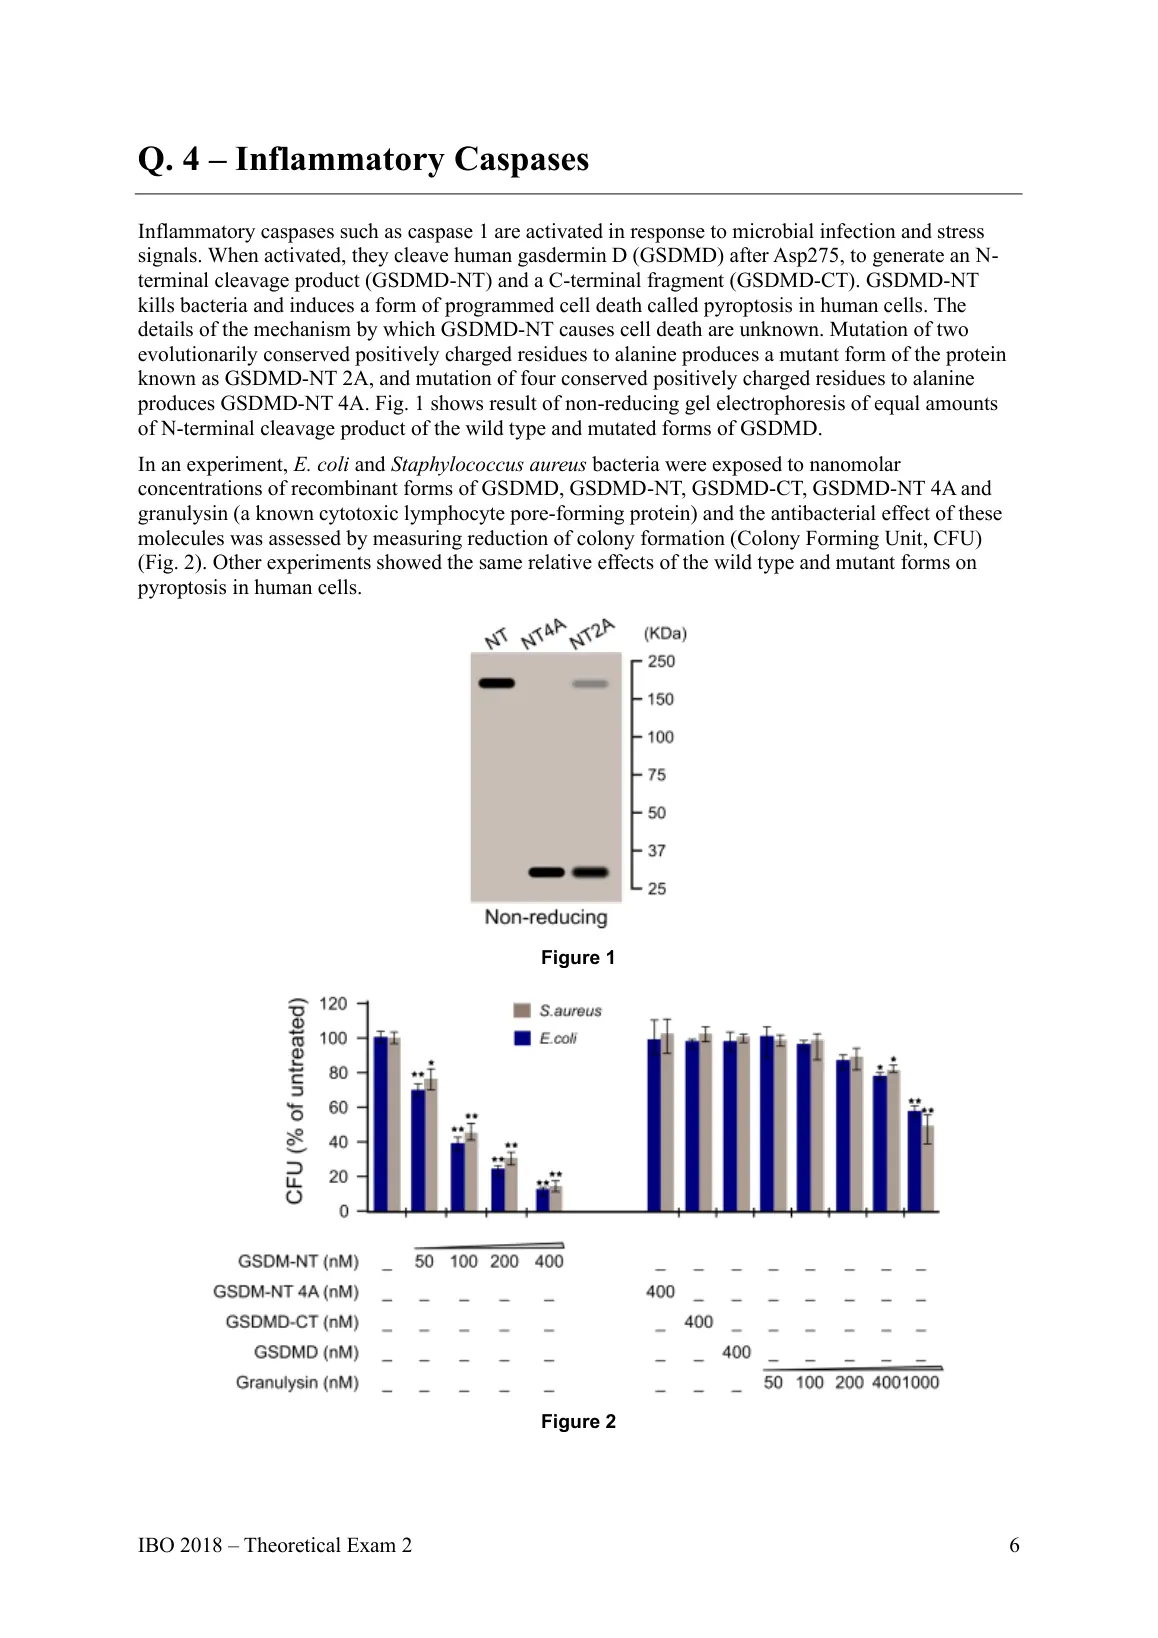 Q. 4 – Inflammatory Caspases
Inflammatory caspases such as caspase 1 are activated in response to microbial infection and stress
signals. When activated, they cleave human gasdermin D (GSDMD) after Asp275, to generate an N-
terminal cleavage product (GSDMD-NT) and a C-terminal fragment (GSDMD-CT). GSDMD-NT
kills bacteria and induces a form of programmed cell death called pyroptosis in human cells. The
details of the mechanism by which GSDMD-NT causes cell death are unknown. Mutation of two
evolutionarily conserved positively charged residues to alanine produces a mutant form of the protein
known as GSDMD-NT 2A, and mutation of four conserved positively charged residues to alanine
produces GSDMD-NT 4A. Fig. 1 shows result of non-reducing gel electrophoresis of equal amounts
of N-terminal cleavage product of the wild type and mutated forms of GSDMD.
In an experiment, E. coli and Staphylococcus aureus bacteria were exposed to nanomolar
concentrations of recombinant forms of GSDMD, GSDMD-NT, GSDMD-CT, GSDMD-NT 4A and
granulysin (a known cytotoxic lymphocyte pore-forming protein) and the antibacterial effect of these
molecules was assessed by measuring reduction of colony formation (Colony Forming Unit, CFU)
(Fig. 2). Other experiments showed the same relative effects of the wild type and mutant forms on
pyroptosis in human cells.
NT NT4A NT2A (KDa)
250
150
100
75
50
37
25
Non-reducing
Figure 1
CFU (% of untreated)
120
100
80
60
40
20
0
S.aureus
E.coli
** * ** ** ** ** ** ** * * ** **
GSDM-NT (nM) – 50 100 200 400 – – – – – – – –
GSDM-NT 4A (nM) – – – – – 400 – – – – – – –
GSDMD-CT (nM) – – – – – – 400 – – – – – –
GSDMD (nM) – – – – – – – 400 – – – – –
Granulysin (nM) – – – – – – – – 50 100 200 400 1000
Figure 2
IBO 2018 – Theoretical Exam 2 6